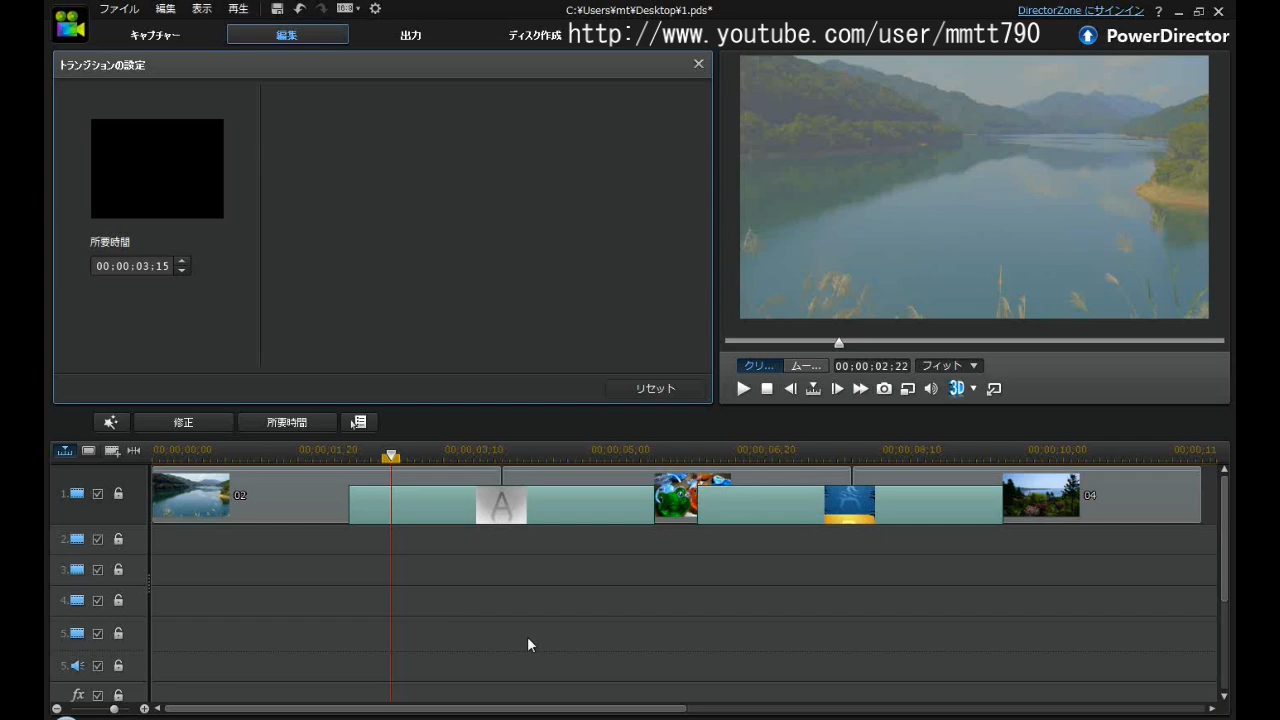 ファイル 編集 表示 再生 C:¥Users¥mt¥Desktop¥1.pds* DirectorZone にサインイン ?
キャプチャー 編集 出力 ディスク作成 http://www.youtube.com/user/mmtt790 PowerDirector
トランジションの設定
所要時間
00;00;03;15
リセット
クリ... ムー... 00;00;02;22 フィット
3D
修正 所要時間
00;00;00;00 00;00;01;20 00;00;03;10 00;00;05;00 00;00;06;20 00;00;08;10 00;00;10;00 00;00;11
1. 02 A 04
2.
3.
4.
5.
5.
fx